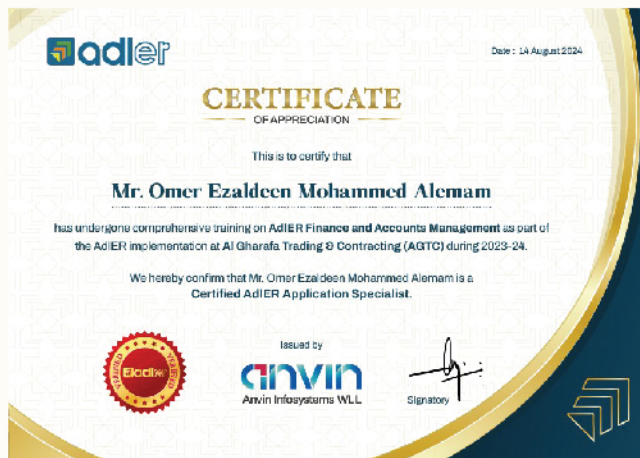 adler
Date : 14 August 2024
CERTIFICATE
OF APPRECIATION
This is to certify that
Mr. Omer Ezaldeen Mohammed Alemam
has undergone comprehensive training on AdlER Finance and Accounts Management as part of
the AdlER implementation at Al Gharafa Trading & Contracting (AGTC) during 2023-24.
We hereby confirm that Mr. Omer Ezaldeen Mohammed Alemam is a
Certified AdlER Application Specialist.
VERIFIED
VERIFIED
Issued by
anvin
Anvin Infosystems WLL
Signatory